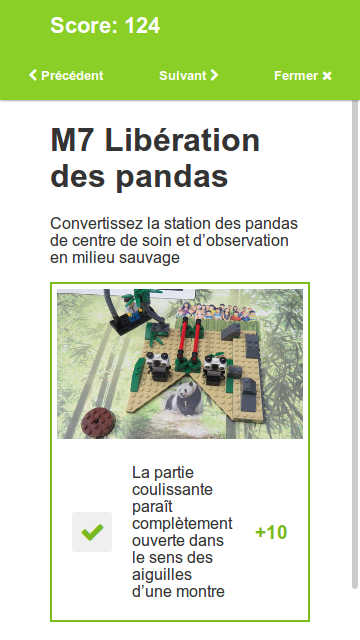 Score: 124
Précédent Suivant Fermer
M7 Libération
des pandas
Convertissez la station des pandas
de centre de soin et d’observation
en milieu sauvage
La partie
coulissante
paraît
complètement
ouverte dans
le sens des
aiguilles
d’une montre
+10